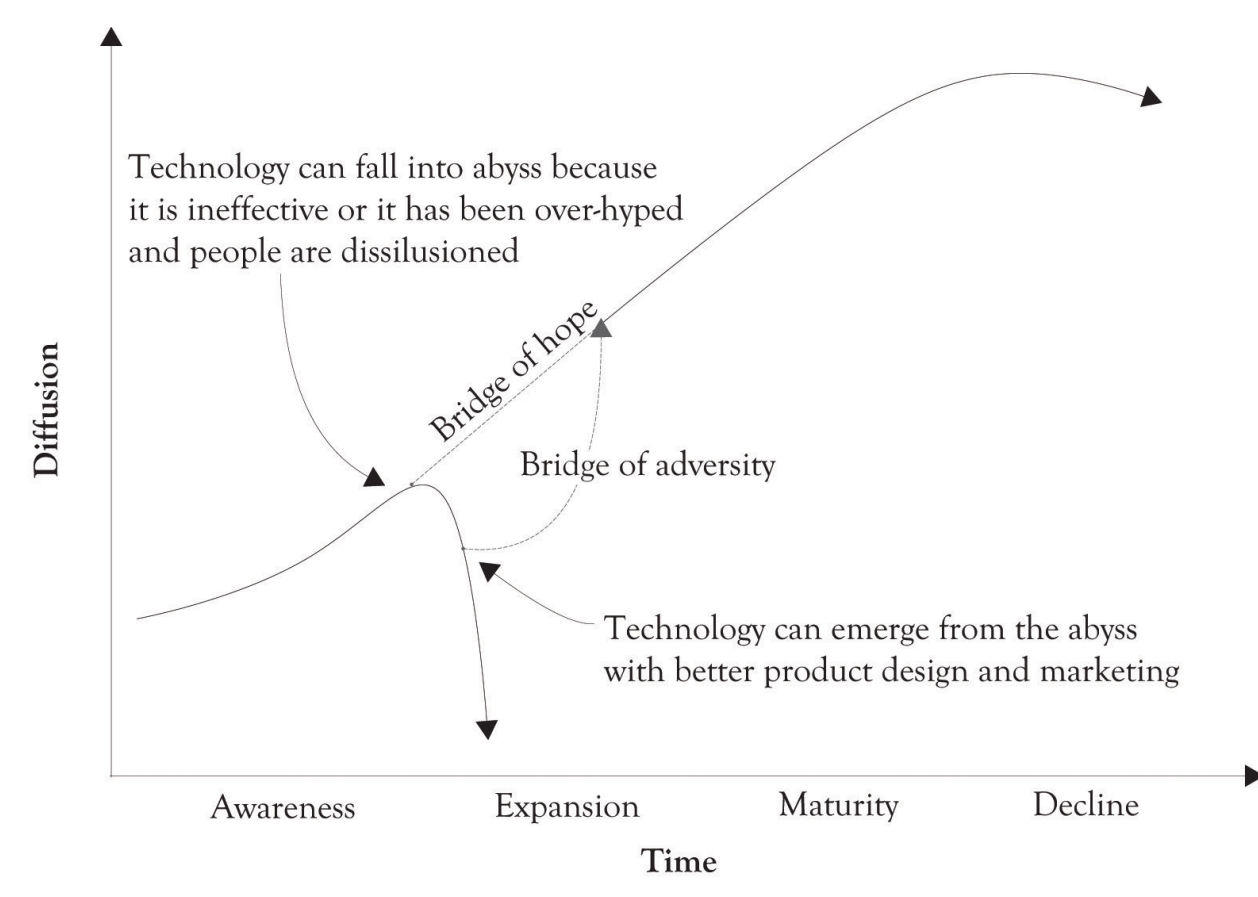 Technology can fall into abyss because
it is ineffective or it has been over-hyped
and people are dissilusioned
Bridge of hope
Diffusion
Bridge of adversity
Technology can emerge from the abyss
with better product design and marketing
Awareness
Expansion
Maturity
Decline
Time